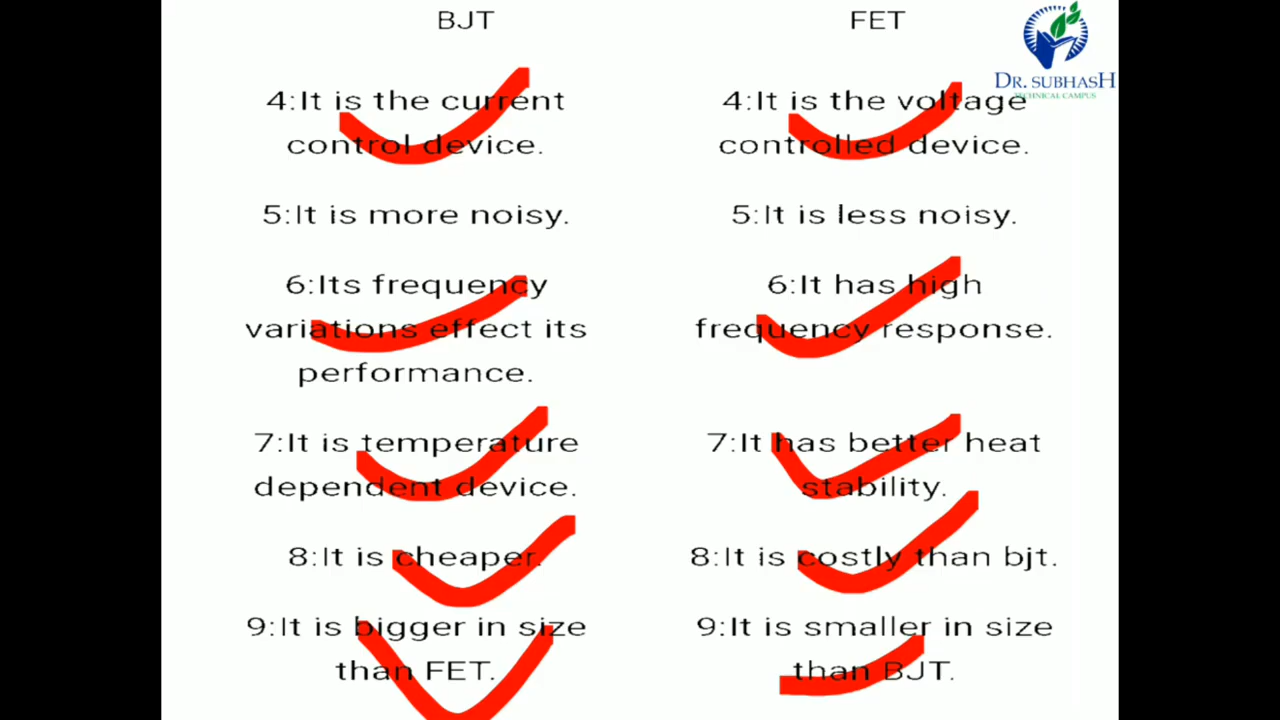 BJT FET
DR. SUBHASH
TECHNICAL CAMPUS
4:It is the current 4:It is the voltage
control device. controlled device.
5:It is more noisy. 5:It is less noisy.
6:Its frequency 6:It has high
variations effect its frequency response.
performance.
7:It is temperature 7:It has better heat
dependent device. stability.
8:It is cheaper. 8:It is costly than bjt.
9:It is bigger in size 9:It is smaller in size
than FET. than BJT.